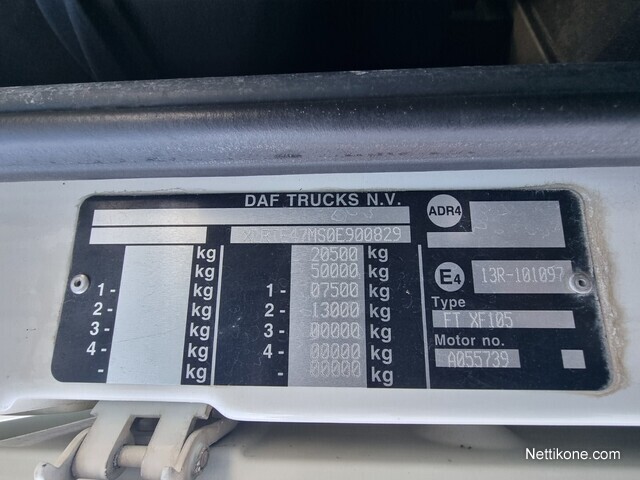 DAF TRUCKS N.V.
ADR4
7MS0E900829
kg 20500 kg
kg 50000 kg
1- kg 1- 07500 kg
2- kg 2- 13000 kg
3- kg 3- 00000 kg
4- kg 4- 00000 kg
- kg - 00000 kg
E4 13R-101097
Type
FT XF105
Motor no.
A055739
Nettikone.com